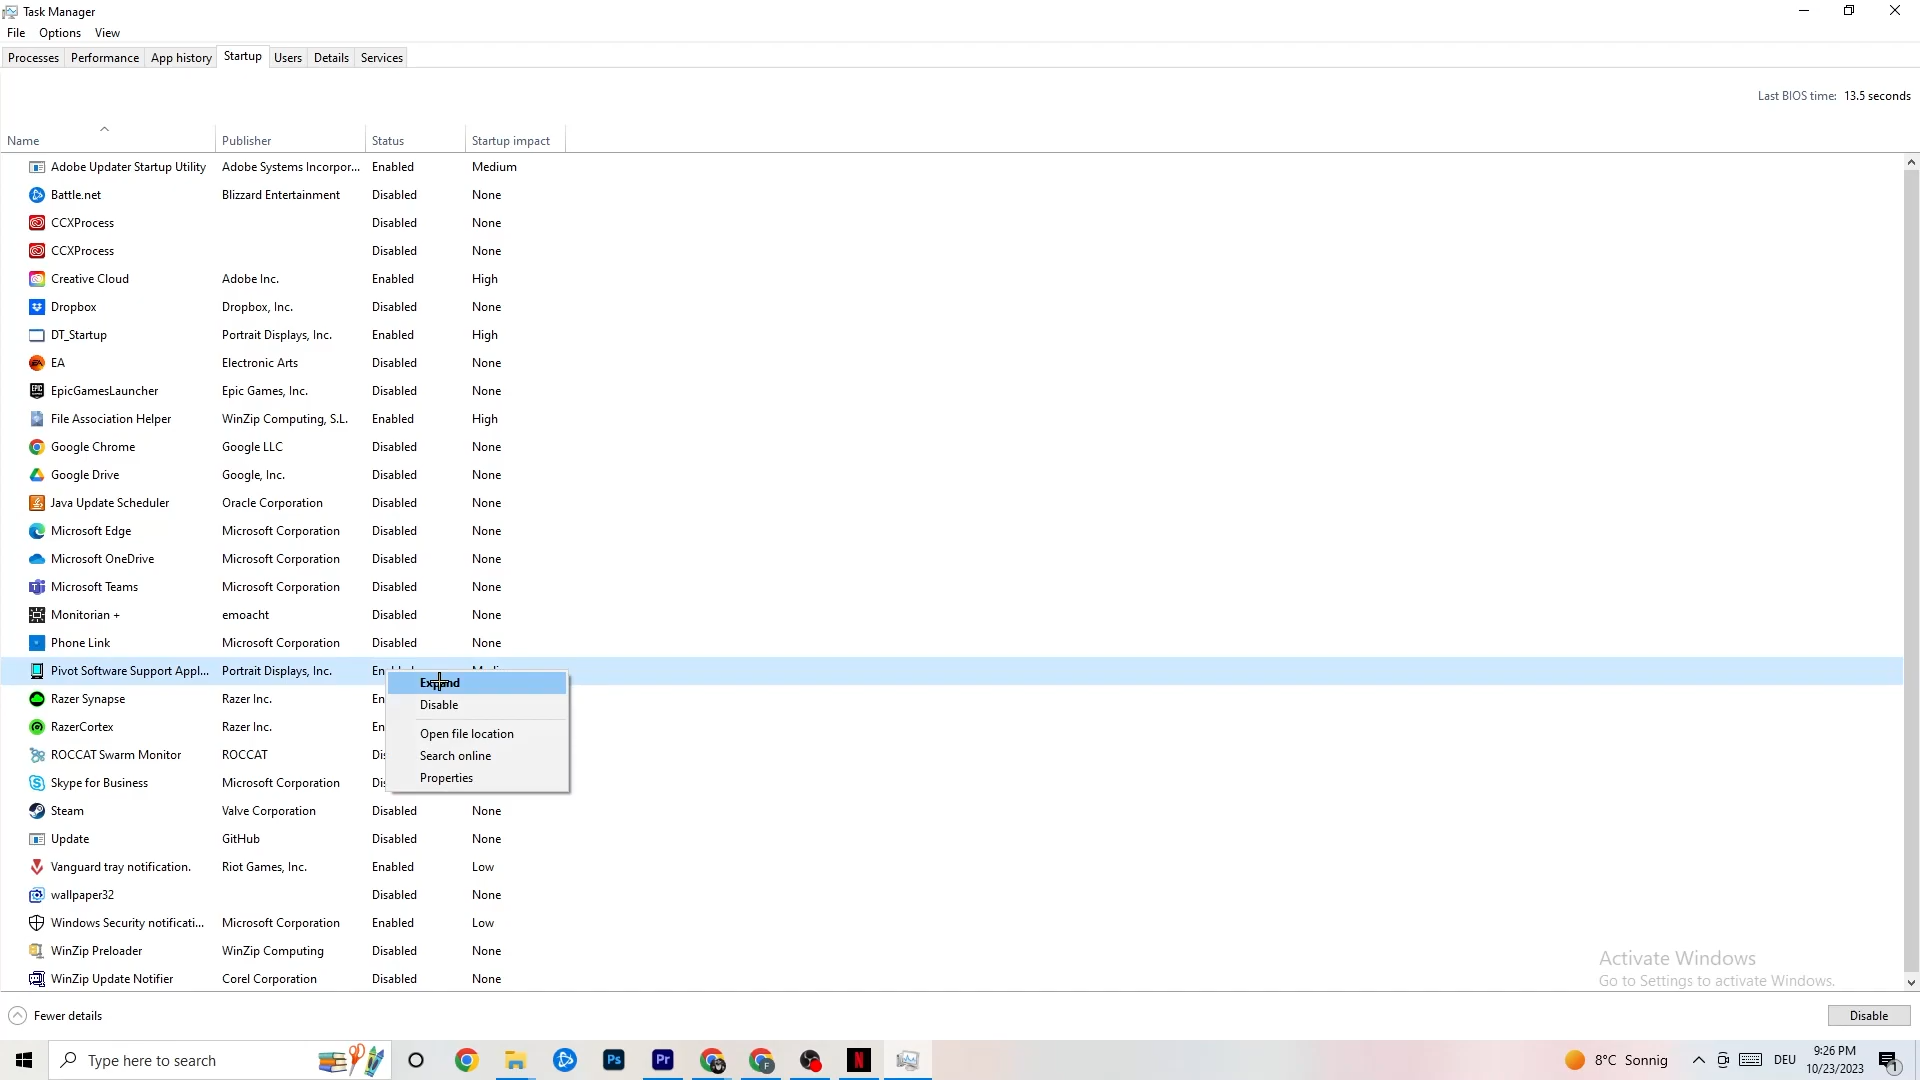 Task Manager
File Options View
Processes Performance App history Startup Users Details Services
Last BIOS time: 13.5 seconds
Name Publisher Status Startup impact
Adobe Updater Startup Utility Adobe Systems Incorpor... Enabled Medium
Battle.net Blizzard Entertainment Disabled None
CCXProcess Disabled None
CCXProcess Disabled None
Creative Cloud Adobe Inc. Enabled High
Dropbox Dropbox, Inc. Disabled None
DT_Startup Portrait Displays, Inc. Enabled High
EA Electronic Arts Disabled None
EpicGamesLauncher Epic Games, Inc. Disabled None
File Association Helper WinZip Computing, S.L. Enabled High
Google Chrome Google LLC Disabled None
Google Drive Google, Inc. Disabled None
Java Update Scheduler Oracle Corporation Disabled None
Microsoft Edge Microsoft Corporation Disabled None
Microsoft OneDrive Microsoft Corporation Disabled None
Microsoft Teams Microsoft Corporation Disabled None
Monitorian + emoacht Disabled None
Phone Link Microsoft Corporation Disabled None
Pivot Software Support Appl... Portrait Displays, Inc.
Expand
Disable
Open file location
Search online
Properties
Razer Synapse Razer Inc.
RazerCortex Razer Inc.
ROCCAT Swarm Monitor ROCCAT
Skype for Business Microsoft Corporation
Steam Valve Corporation Disabled None
Update GitHub Disabled None
Vanguard tray notification. Riot Games, Inc. Enabled Low
wallpaper32 Disabled None
Windows Security notificati... Microsoft Corporation Enabled Low
WinZip Preloader WinZip Computing Disabled None
WinZip Update Notifier Corel Corporation Disabled None
Activate Windows
Go to Settings to activate Windows.
Fewer details Disable
Type here to search
Ps Pr F N
8°C Sonnig DEU 9:26 PM
10/23/2023 1